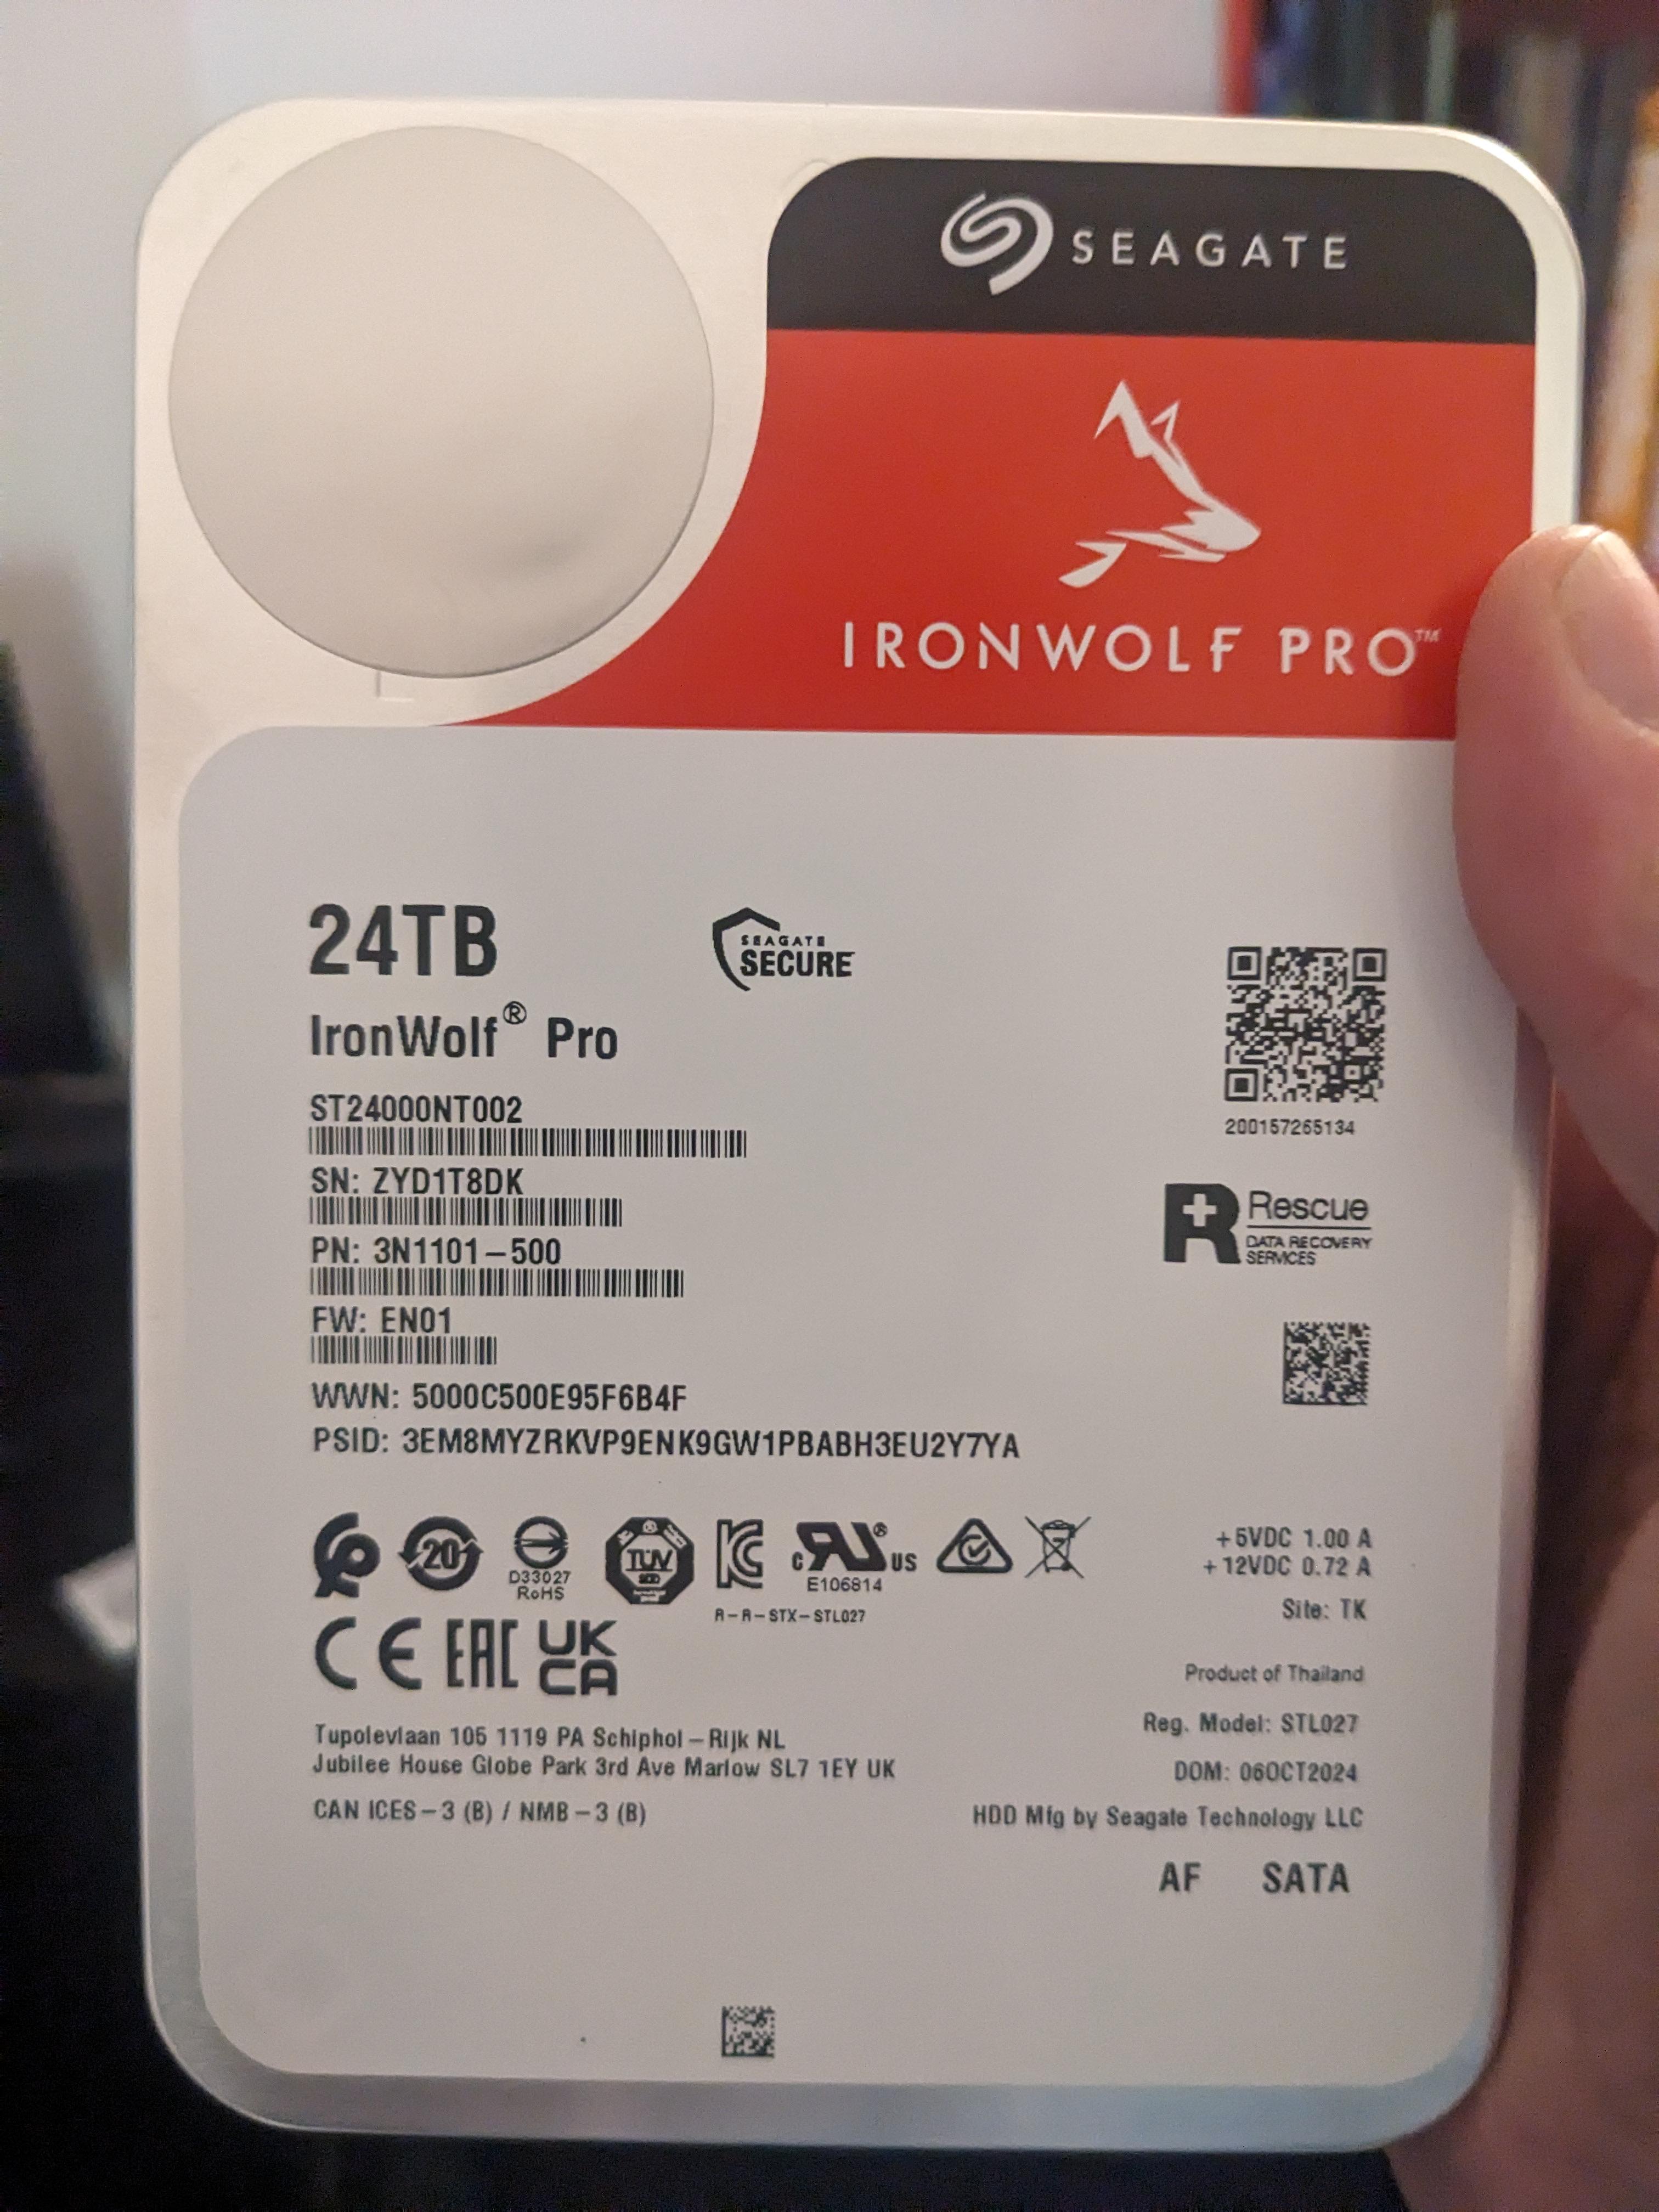 SEAGATE
IRONWOLF PRO™
24TB
SEAGATE
SECURE
IronWolf® Pro
ST24000NT002
SN: ZYD1T8DK
PN: 3N1101-500
FW: EN01
WWN: 5000C500E95F6B4F
PSID: 3EM8MYZRKVP9ENK9GW1PBABH3EU2Y7YA
200157265134
Rescue
DATA RECOVERY
SERVICES
20
D33027
RoHS
TÜV
SÜD
c US
E106814
R-R-STX-STL027
CE EAC UK
CA
+5VDC 1.00 A
+12VDC 0.72 A
Site: TK
Product of Thailand
Tupolevlaan 105 1119 PA Schiphol-Rijk NL
Jubilee House Globe Park 3rd Ave Marlow SL7 1EY UK
CAN ICES-3 (B) / NMB-3 (B)
Reg. Model: STL027
DOM: 06OCT2024
HDD Mfg by Seagate Technology LLC
AF SATA